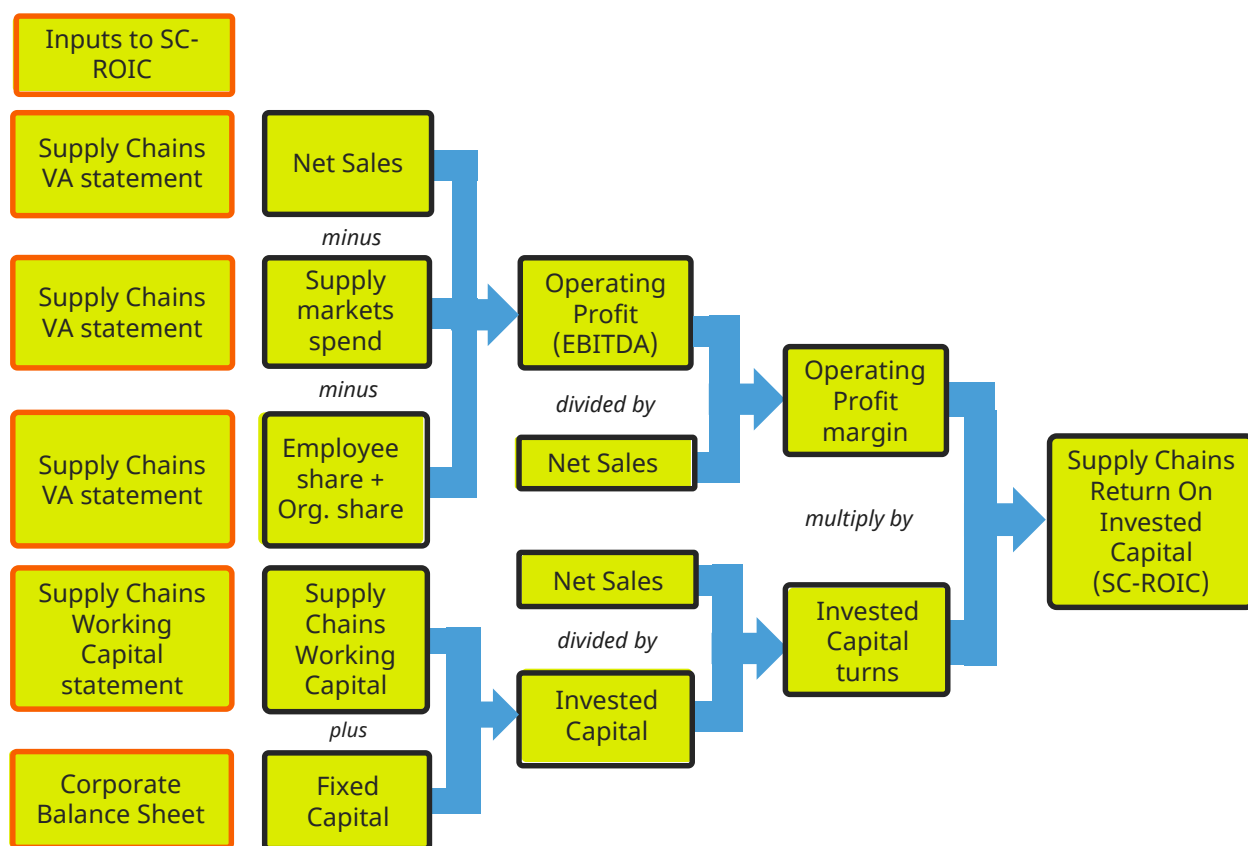 Inputs to SC-
ROIC
Supply Chains
VA statement
Net Sales
minus
Supply Chains
VA statement
Supply
markets
spend
minus
Supply Chains
VA statement
Employee
share +
Org. share
Supply Chains
Working
Capital
statement
Supply
Chains
Working
Capital
plus
Corporate
Balance Sheet
Fixed
Capital
Operating
Profit
(EBITDA)
divided by
Net Sales
Net Sales
divided by
Invested
Capital
Operating
Profit
margin
multiply by
Invested
Capital
turns
Supply Chains
Return On
Invested
Capital
(SC-ROIC)